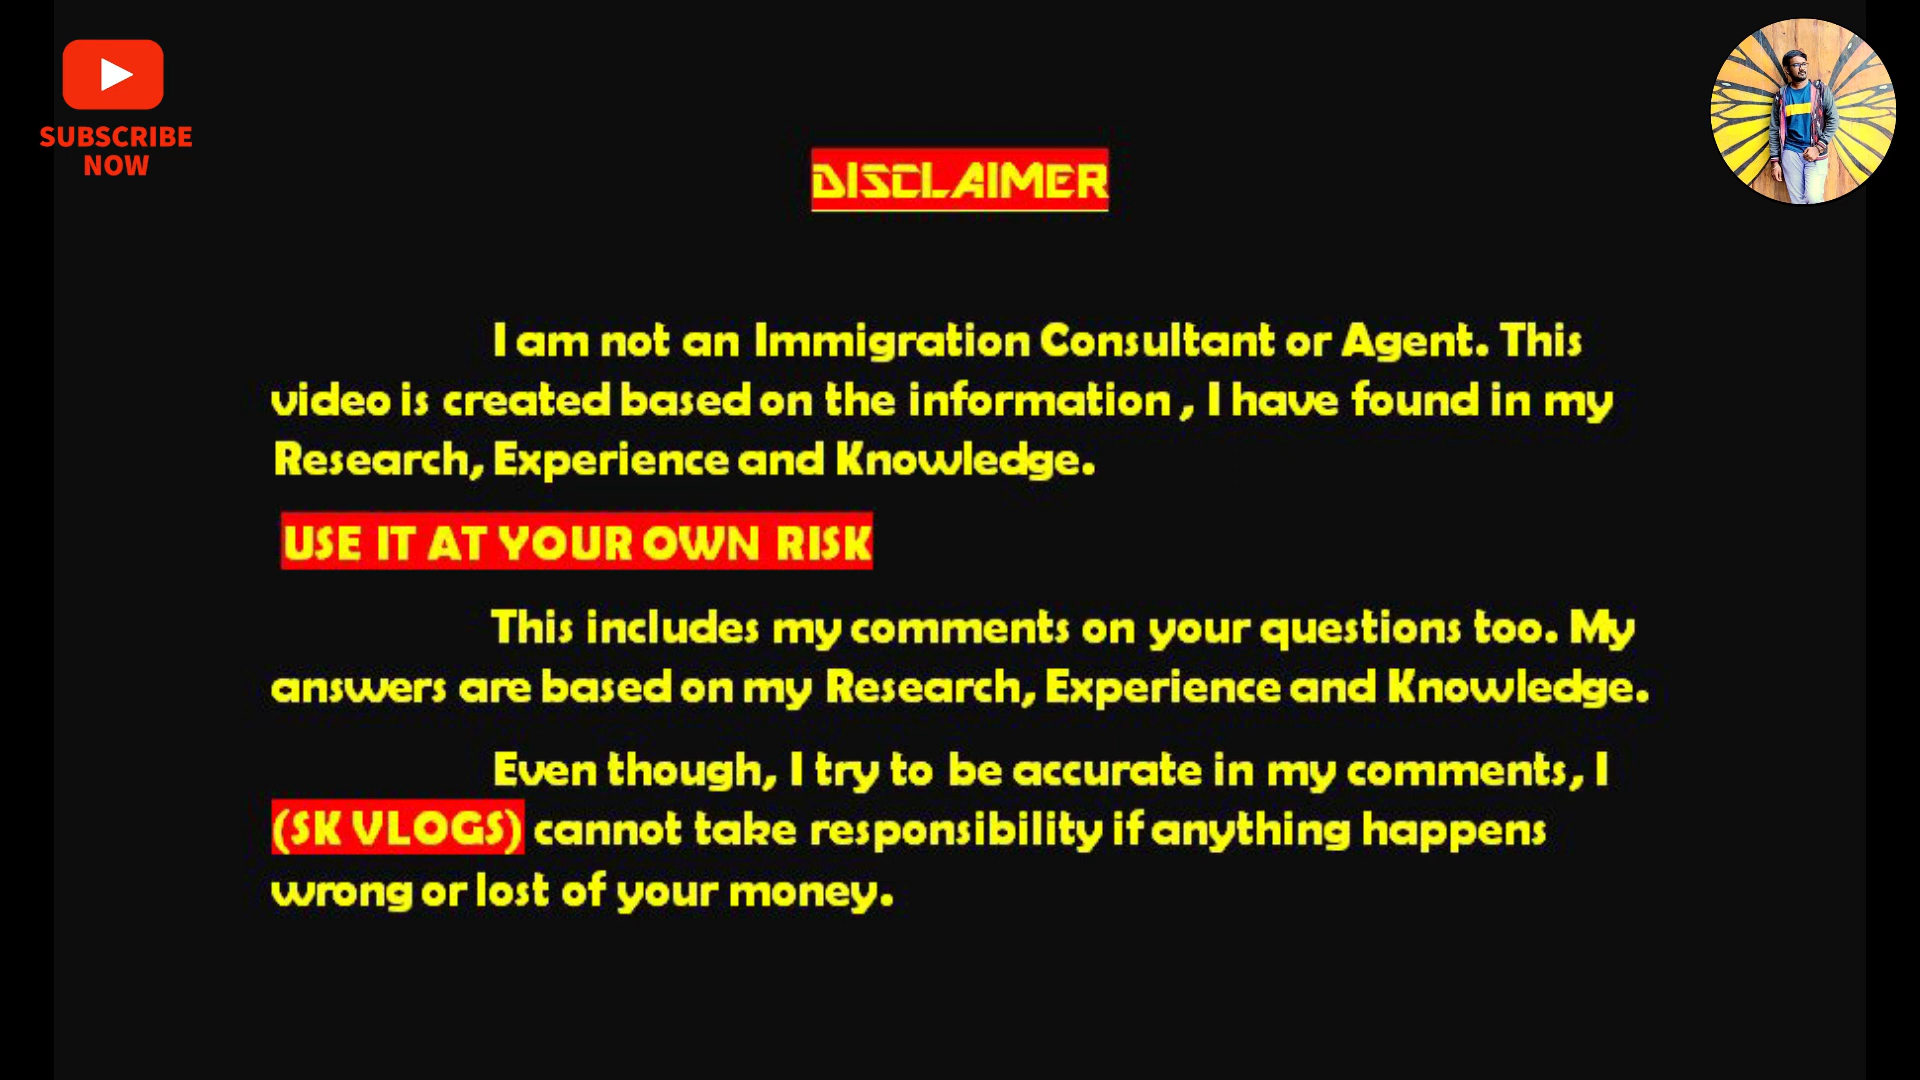 SUBSCRIBE
NOW
DISCLAIMER
I am not an Immigration Consultant or Agent. This
video is created based on the information , I have found in my
Research, Experience and Knowledge.
USE IT AT YOUR OWN RISK
This includes my comments on your questions too. My
answers are based on my Research, Experience and Knowledge.
Even though, I try to be accurate in my comments, I
(SK VLOGS) cannot take responsibility if anything happens
wrong or lost of your money.